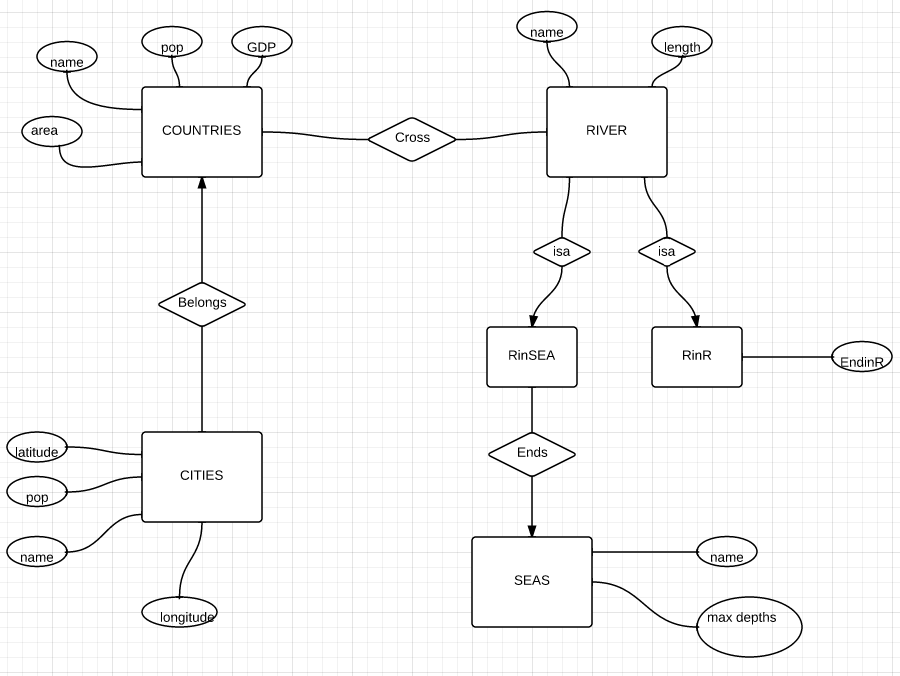 name
pop
GDP
name
length
area
COUNTRIES
Cross
RIVER
isa
isa
Belongs
RinSEA
RinR
EndinR
latitude
pop
name
CITIES
longitude
Ends
SEAS
name
max depths